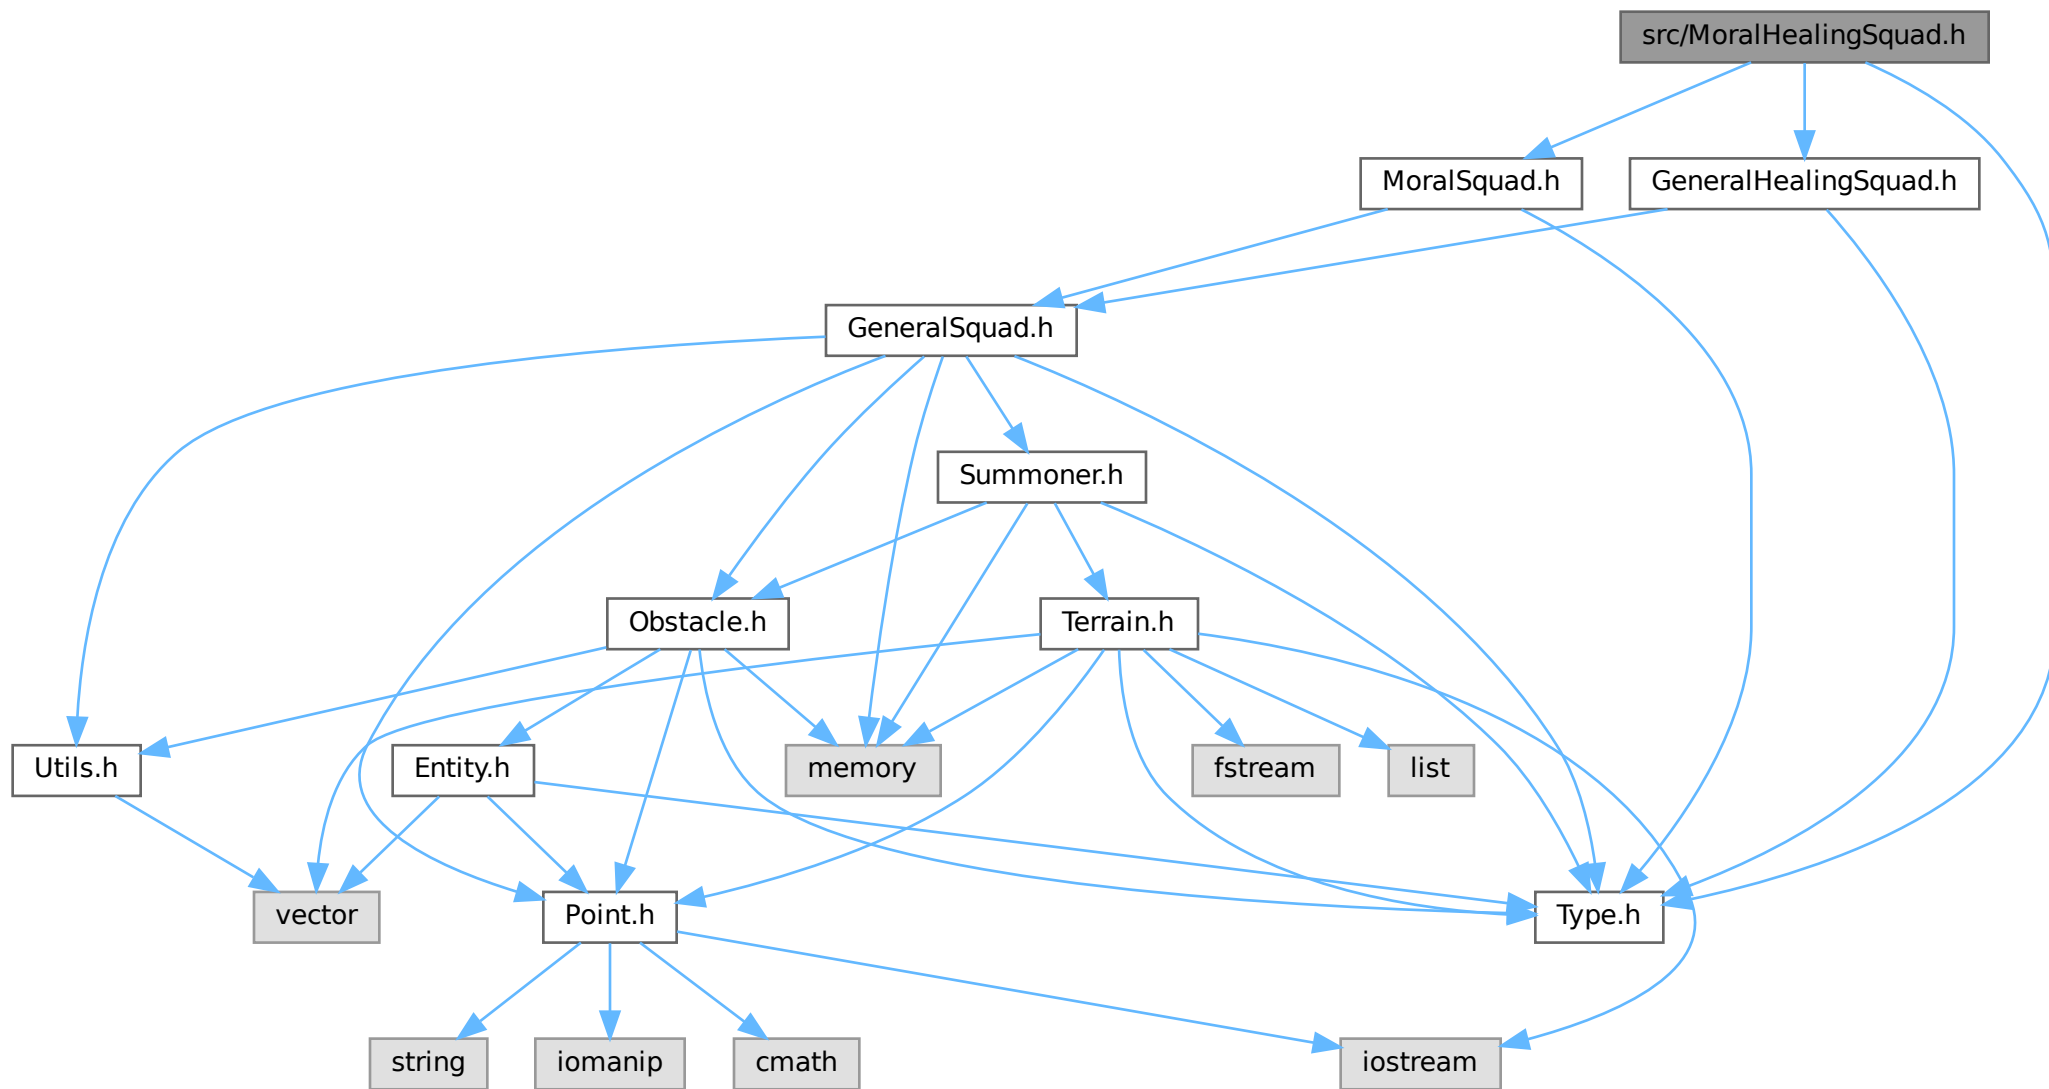 src/MoralHealingSquad.h
MoralSquad.h
GeneralHealingSquad.h
GeneralSquad.h
Summoner.h
Obstacle.h
Terrain.h
Utils.h
Entity.h
memory
fstream
list
vector
Point.h
Type.h
string
iomanip
cmath
iostream